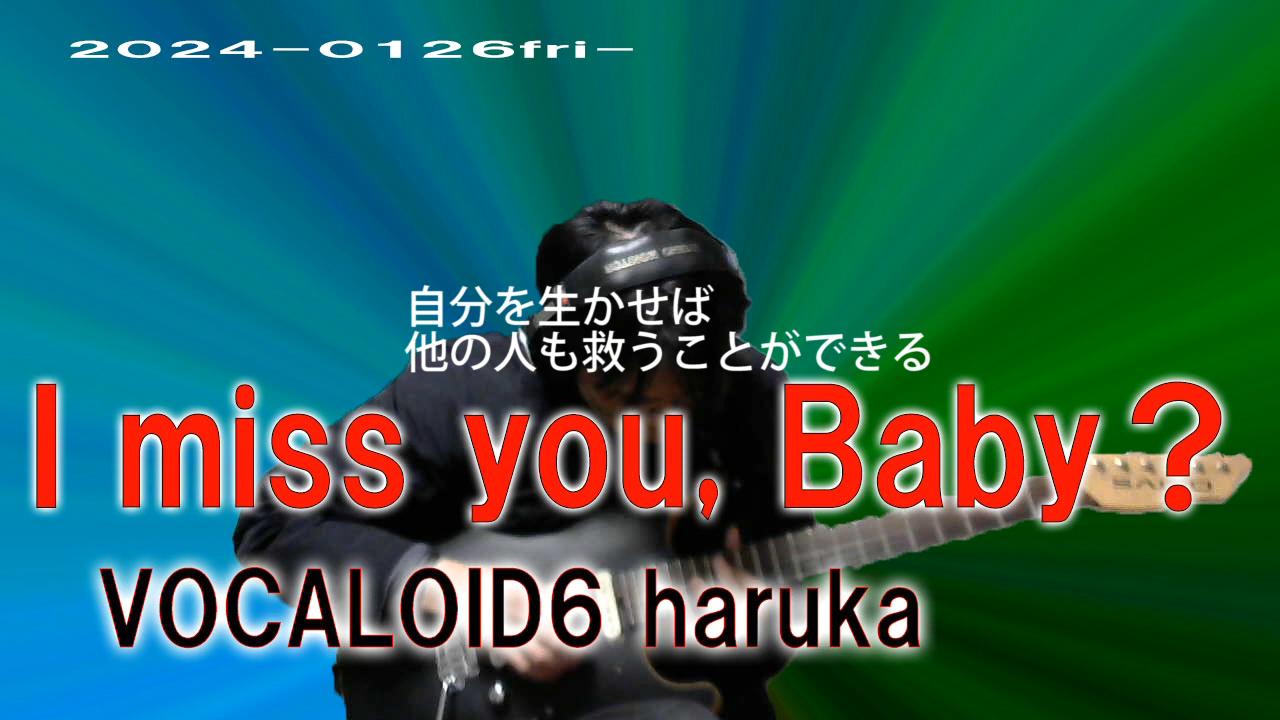 2024-0126fri-
自分を生かせば
他の人も救うことができる
I miss you, Baby?
VOCALOID6 haruka